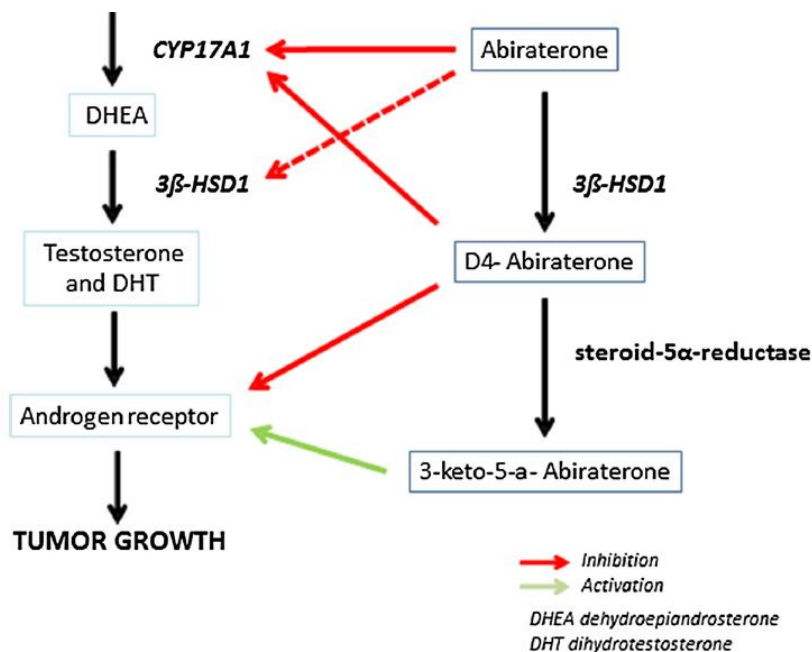 CYP17A1
Abiraterone
DHEA
3ß-HSD1
3ß-HSD1
Testosterone
and DHT
D4- Abiraterone
steroid-5α-reductase
Androgen receptor
3-keto-5-a- Abiraterone
TUMOR GROWTH
Inhibition
Activation
DHEA dehydroepiandrosterone
DHT dihydrotestosterone